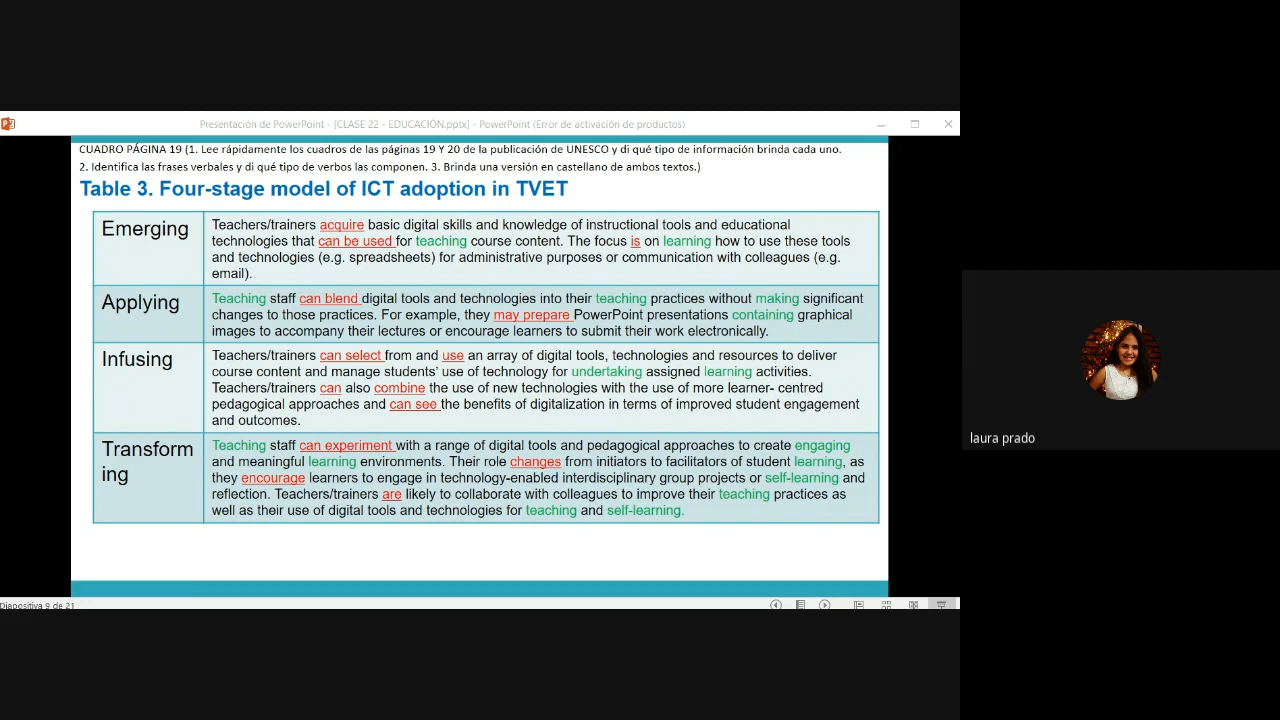 Presentación de PowerPoint - [CLASE 22 - EDUCACIÓN.pptx] - PowerPoint (Error de activación de productos)
CUADRO PÁGINA 19 (1. Lee rápidamente los cuadros de las páginas 19 Y 20 de la publicación de UNESCO y di qué tipo de información brinda cada uno.
2. Identifica las frases verbales y di qué tipo de verbos las componen. 3. Brinda una versión en castellano de ambos textos.)
Table 3. Four-stage model of ICT adoption in TVET
Emerging
Teachers/trainers acquire basic digital skills and knowledge of instructional tools and educational
technologies that can be used for teaching course content. The focus is on learning how to use these tools
and technologies (e.g. spreadsheets) for administrative purposes or communication with colleagues (e.g.
email).
Applying
Teaching staff can blend digital tools and technologies into their teaching practices without making significant
changes to those practices. For example, they may prepare PowerPoint presentations containing graphical
images to accompany their lectures or encourage learners to submit their work electronically.
Infusing
Teachers/trainers can select from and use an array of digital tools, technologies and resources to deliver
course content and manage students' use of technology for undertaking assigned learning activities.
Teachers/trainers can also combine the use of new technologies with the use of more learner- centred
pedagogical approaches and can see the benefits of digitalization in terms of improved student engagement
and outcomes.
Transform
ing
Teaching staff can experiment with a range of digital tools and pedagogical approaches to create engaging
and meaningful learning environments. Their role changes from initiators to facilitators of student learning, as
they encourage learners to engage in technology-enabled interdisciplinary group projects or self-learning and
reflection. Teachers/trainers are likely to collaborate with colleagues to improve their teaching practices as
well as their use of digital tools and technologies for teaching and self-learning.
Diapositiva 9 de 21
laura prado